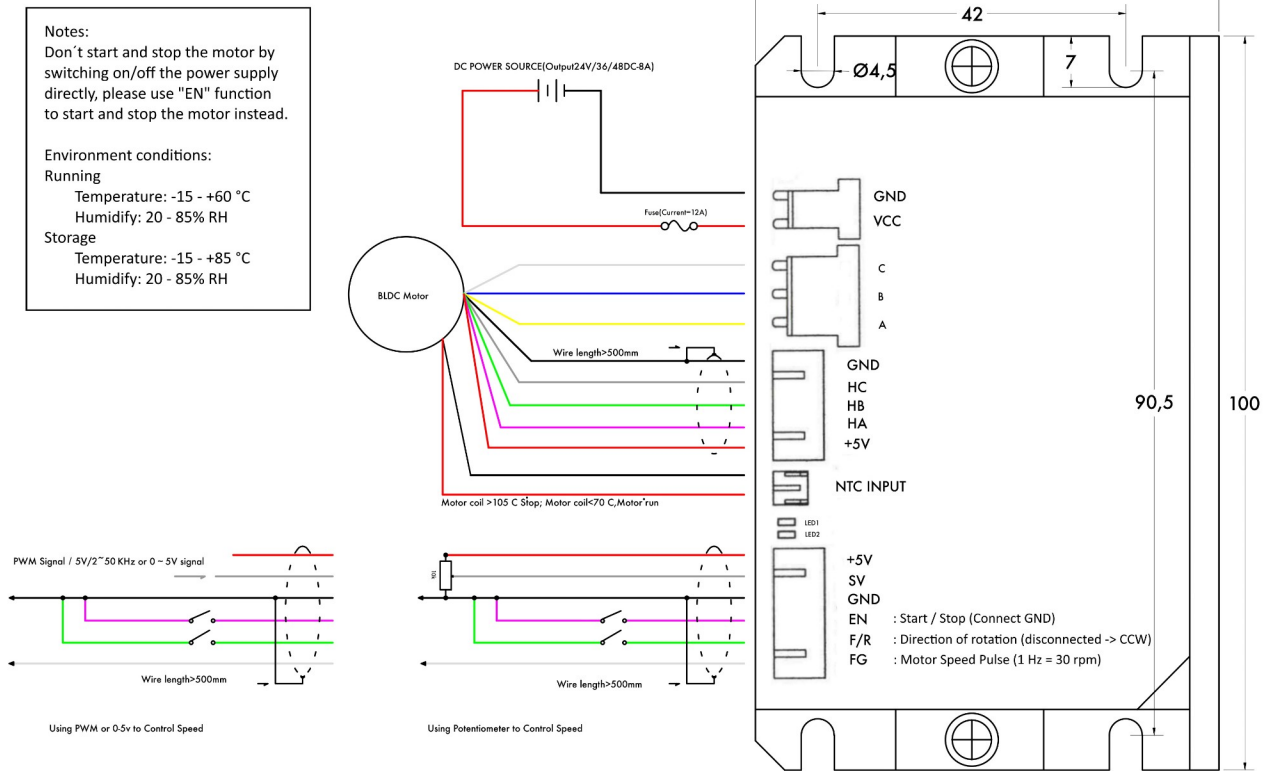 Notes:
Don´t start and stop the motor by
switching on/off the power supply
directly, please use "EN" function
to start and stop the motor instead.
Environment conditions:
Running
Temperature: -15 - +60 °C
Humidify: 20 - 85% RH
Storage
Temperature: -15 - +85 °C
Humidify: 20 - 85% RH
DC POWER SOURCE(Output24V/36/48DC-8A)
Fuse(Current=12A)
BLDC Motor
Wire length>500mm
Motor coil >105 C Stop; Motor coil<70 C,Motor run
42
Ø4,5
7
90,5
100
GND
VCC
C
B
A
GND
HC
HB
HA
+5V
NTC INPUT
LED1
LED2
+5V
SV
GND
EN : Start / Stop (Connect GND)
F/R : Direction of rotation (disconnected -> CCW)
FG : Motor Speed Pulse (1 Hz = 30 rpm)
PWM Signal / 5V/2~50 KHz or 0 ~ 5V signal
Wire length>500mm
Using PWM or 0-5v to Control Speed
Wire length>500mm
Using Potentiometer to Control Speed